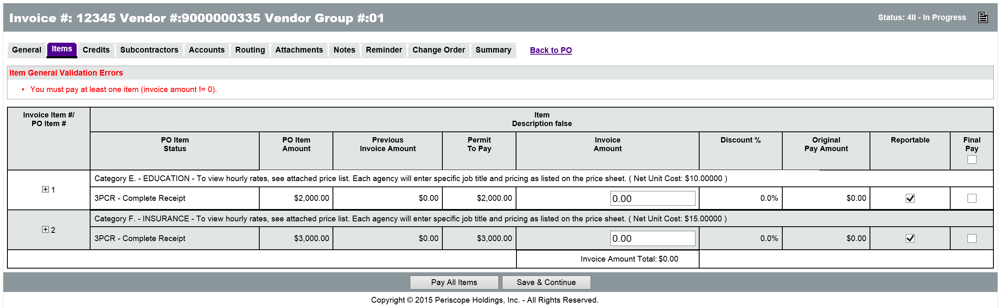 Invoice #: 12345 Vendor #:9000000335 Vendor Group #:01
Status: 4II - In Progress
General Items Credits Subcontractors Accounts Routing Attachments Notes Reminder Change Order Summary Back to PO
Item General Validation Errors
• You must pay at least one item (invoice amount != 0).
Invoice Item #/
PO Item #
Item
Description false
PO Item
Status
PO Item
Amount
Previous
Invoice Amount
Permit
To Pay
Invoice
Amount
Discount %
Original
Pay Amount
Reportable
Final
Pay
1
Category E. - EDUCATION - To view hourly rates, see attached price list. Each agency will enter specific job title and pricing as listed on the price sheet. ( Net Unit Cost: $10.00000 )
3PCR - Complete Receipt $2,000.00 $0.00 $2,000.00 0.00 0.0% $0.00
2
Category F. - INSURANCE - To view hourly rates, see attached price list. Each agency will enter specific job title and pricing as listed on the price sheet. ( Net Unit Cost: $15.00000 )
3PCR - Complete Receipt $3,000.00 $0.00 $3,000.00 0.00 0.0% $0.00
Invoice Amount Total: $0.00
Pay All Items Save & Continue
Copyright © 2015 Periscope Holdings, Inc. - All Rights Reserved.